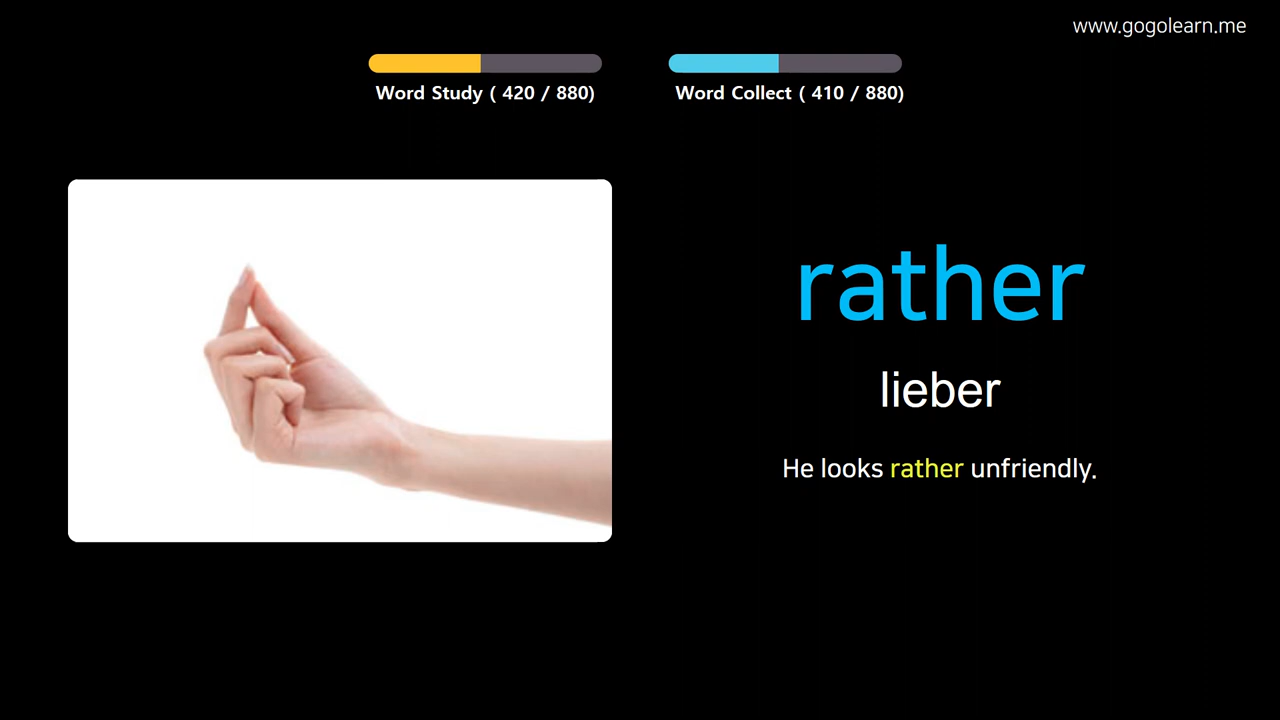 www.gogolearn.me
Word Study ( 420 / 880)
Word Collect ( 410 / 880)
rather
lieber
He looks rather unfriendly.